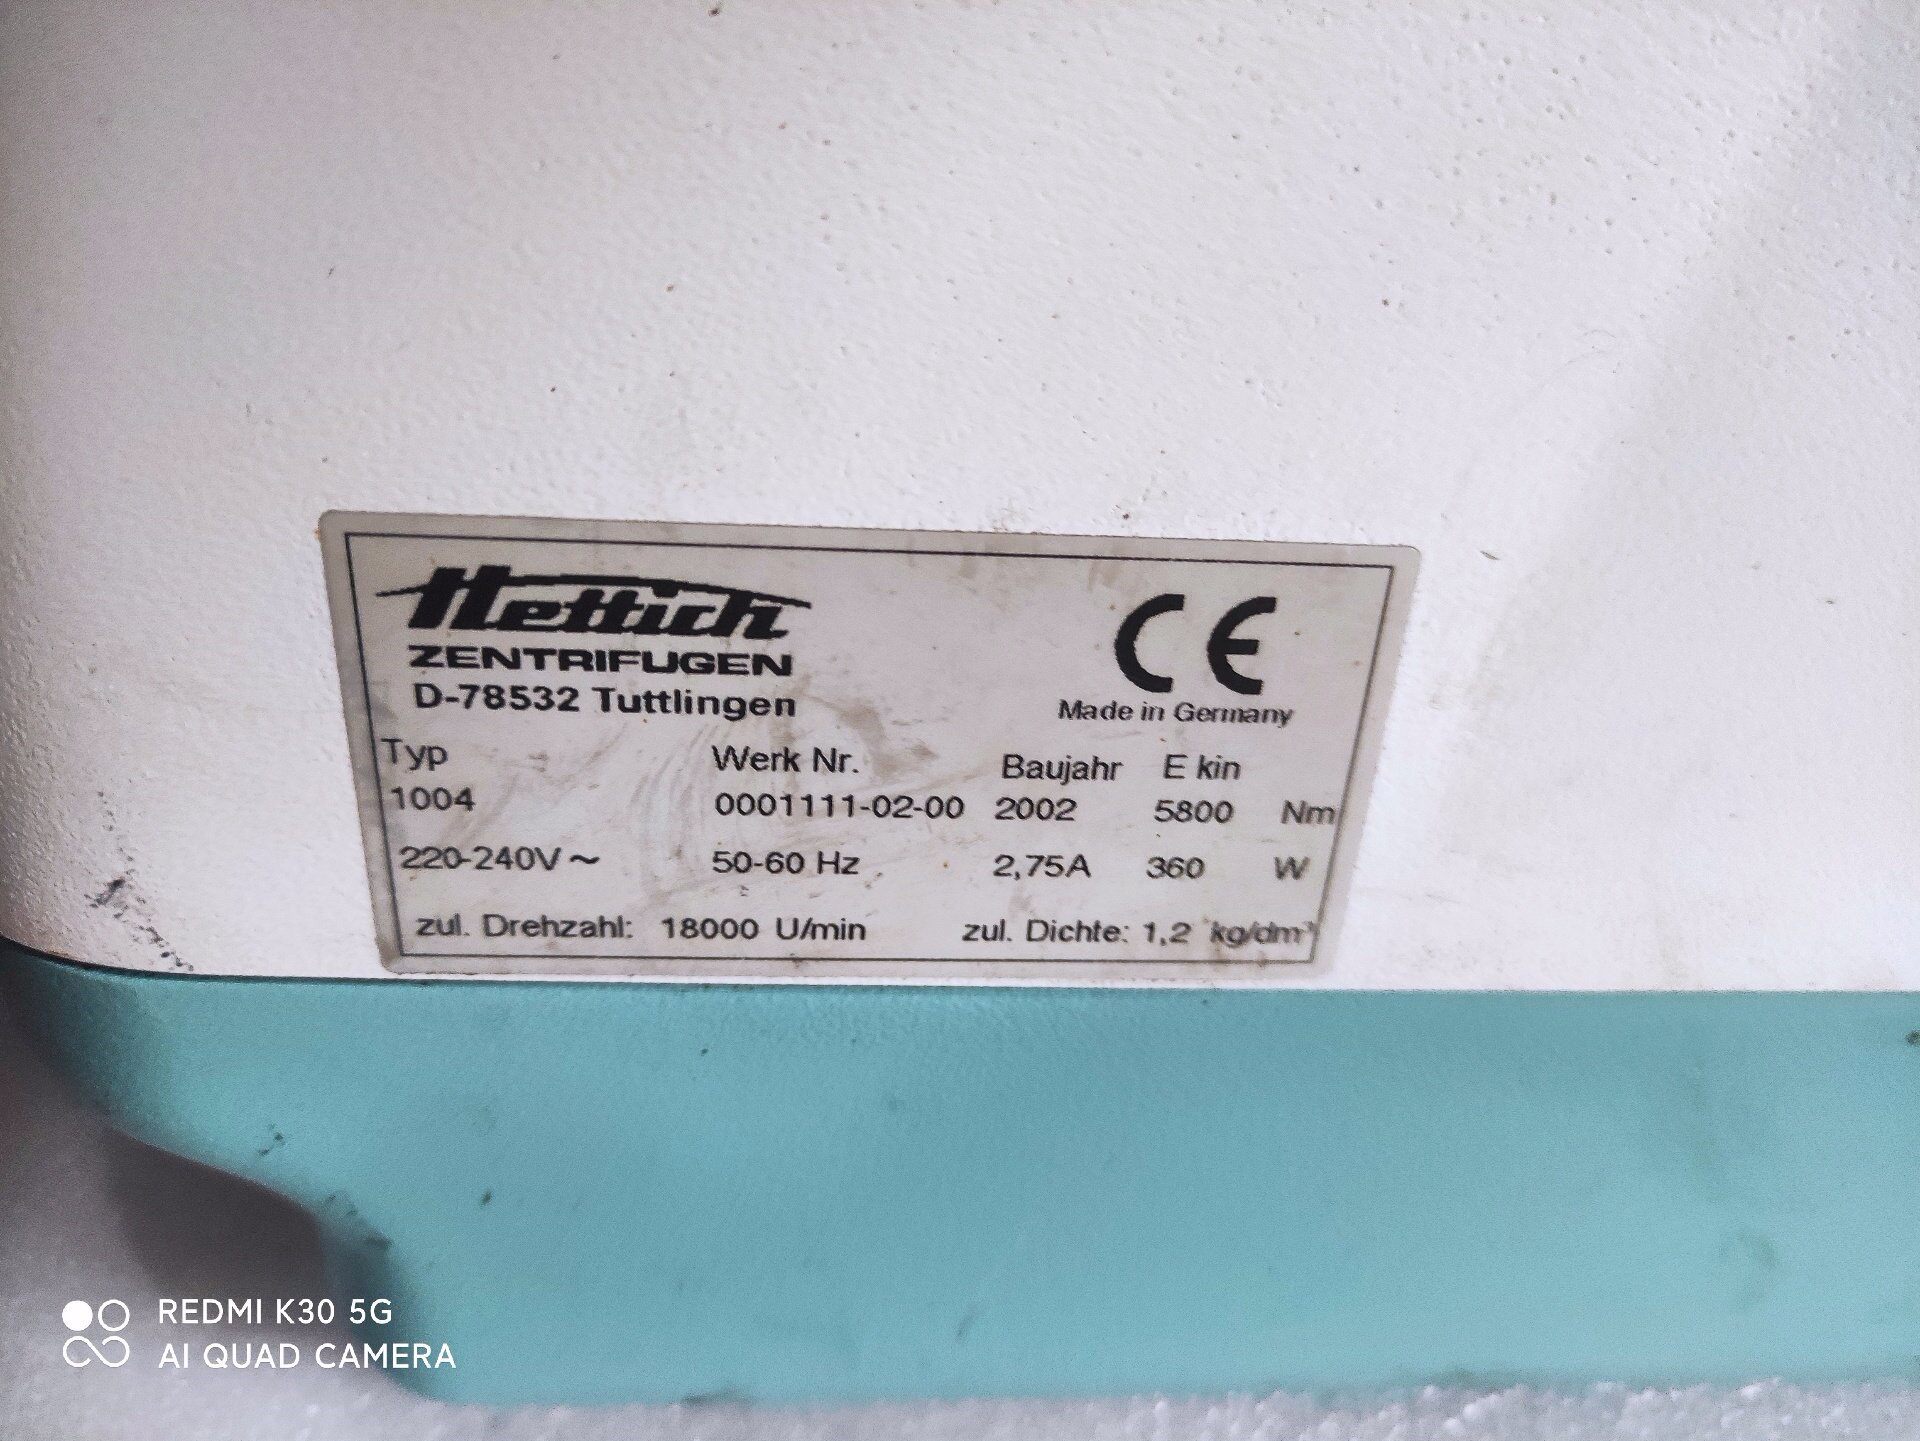 Hettich
ZENTRIFUGEN
D-78532 Tuttlingen
CE
Made in Germany
Typ Werk Nr. Baujahr E kin
1004 0001111-02-00 2002 5800 Nm
220-240V~ 50-60 Hz 2,75A 360 W
zul. Drehzahl: 18000 U/min zul. Dichte: 1,2 kg/dm³
REDMI K30 5G
AI QUAD CAMERA